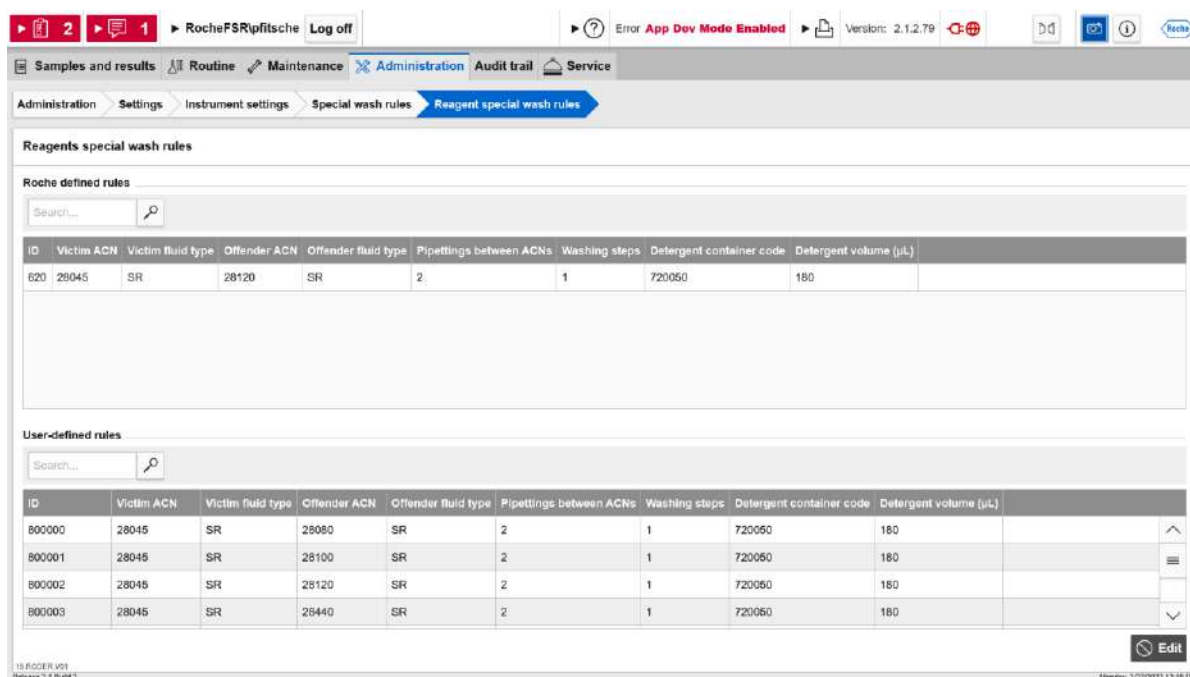 2 1 RocheFSR\pfitsche Log off Error App Dev Mode Enabled Version: 2.1.2.79 Roche
Samples and results Routine Maintenance Administration Audit trail Service
Administration Settings Instrument settings Special wash rules Reagent special wash rules
Reagents special wash rules
Roche defined rules
Search...
ID Victim ACN Victim fluid type Offender ACN Offender fluid type Pipettings between ACNs Washing steps Detergent container code Detergent volume (µL)
620 28045 SR 28120 SR 2 1 720050 180
User-defined rules
Search...
ID Victim ACN Victim fluid type Offender ACN Offender fluid type Pipettings between ACNs Washing steps Detergent container code Detergent volume (µL)
800000 28045 SR 28080 SR 2 1 720050 180
800001 28045 SR 28100 SR 2 1 720050 180
800002 28045 SR 28120 SR 2 1 720050 180
800003 28045 SR 28440 SR 2 1 720050 180
Edit